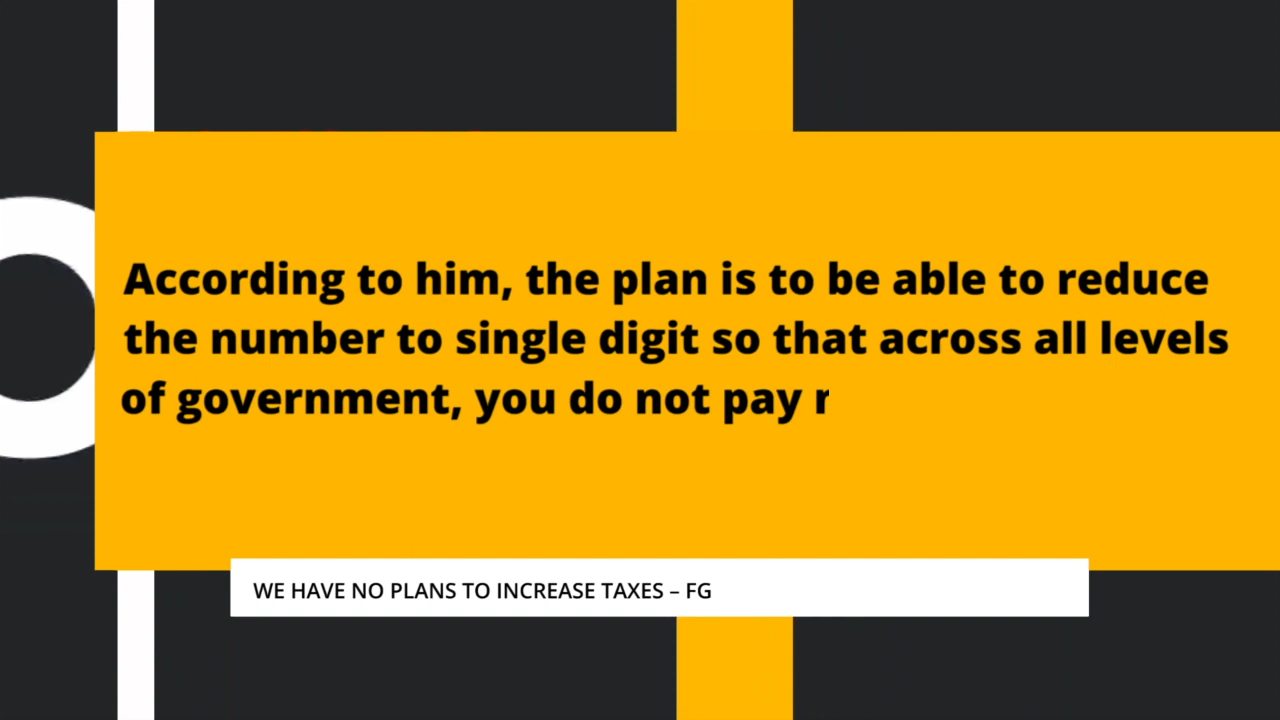 According to him, the plan is to be able to reduce
the number to single digit so that across all levels
of government, you do not pay
WE HAVE NO PLANS TO INCREASE TAXES – FG